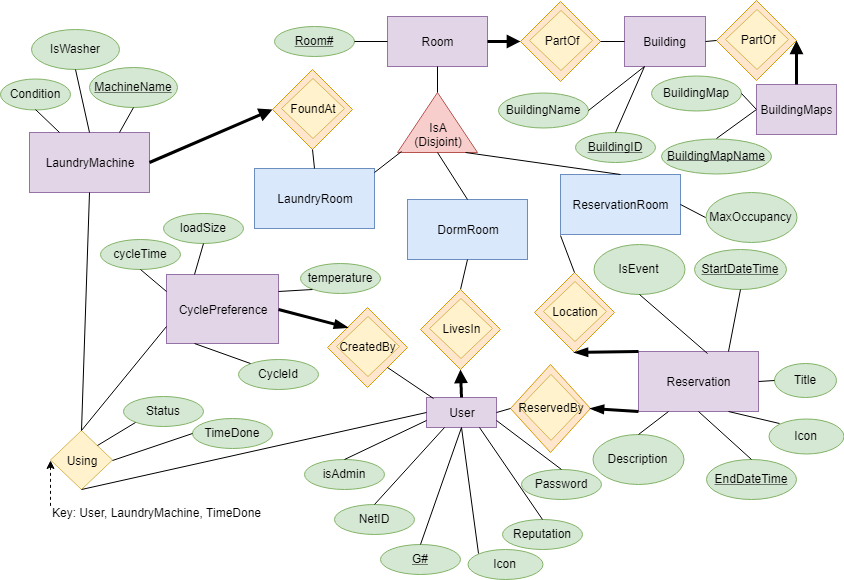 Room#
Room
PartOf
Building
PartOf
IsWasher
Condition
MachineName
FoundAt
BuildingName
BuildingMap
BuildingMaps
IsA
(Disjoint)
BuildingID
BuildingMapName
LaundryMachine
LaundryRoom
DormRoom
ReservationRoom
MaxOccupancy
loadSize
cycleTime
temperature
IsEvent
StartDateTime
CyclePreference
Location
LivesIn
CreatedBy
CycleId
Reservation
Title
Status
User
ReservedBy
TimeDone
Icon
Using
isAdmin
Description
Password
EndDateTime
Key: User, LaundryMachine, TimeDone
NetID
Reputation
G#
Icon